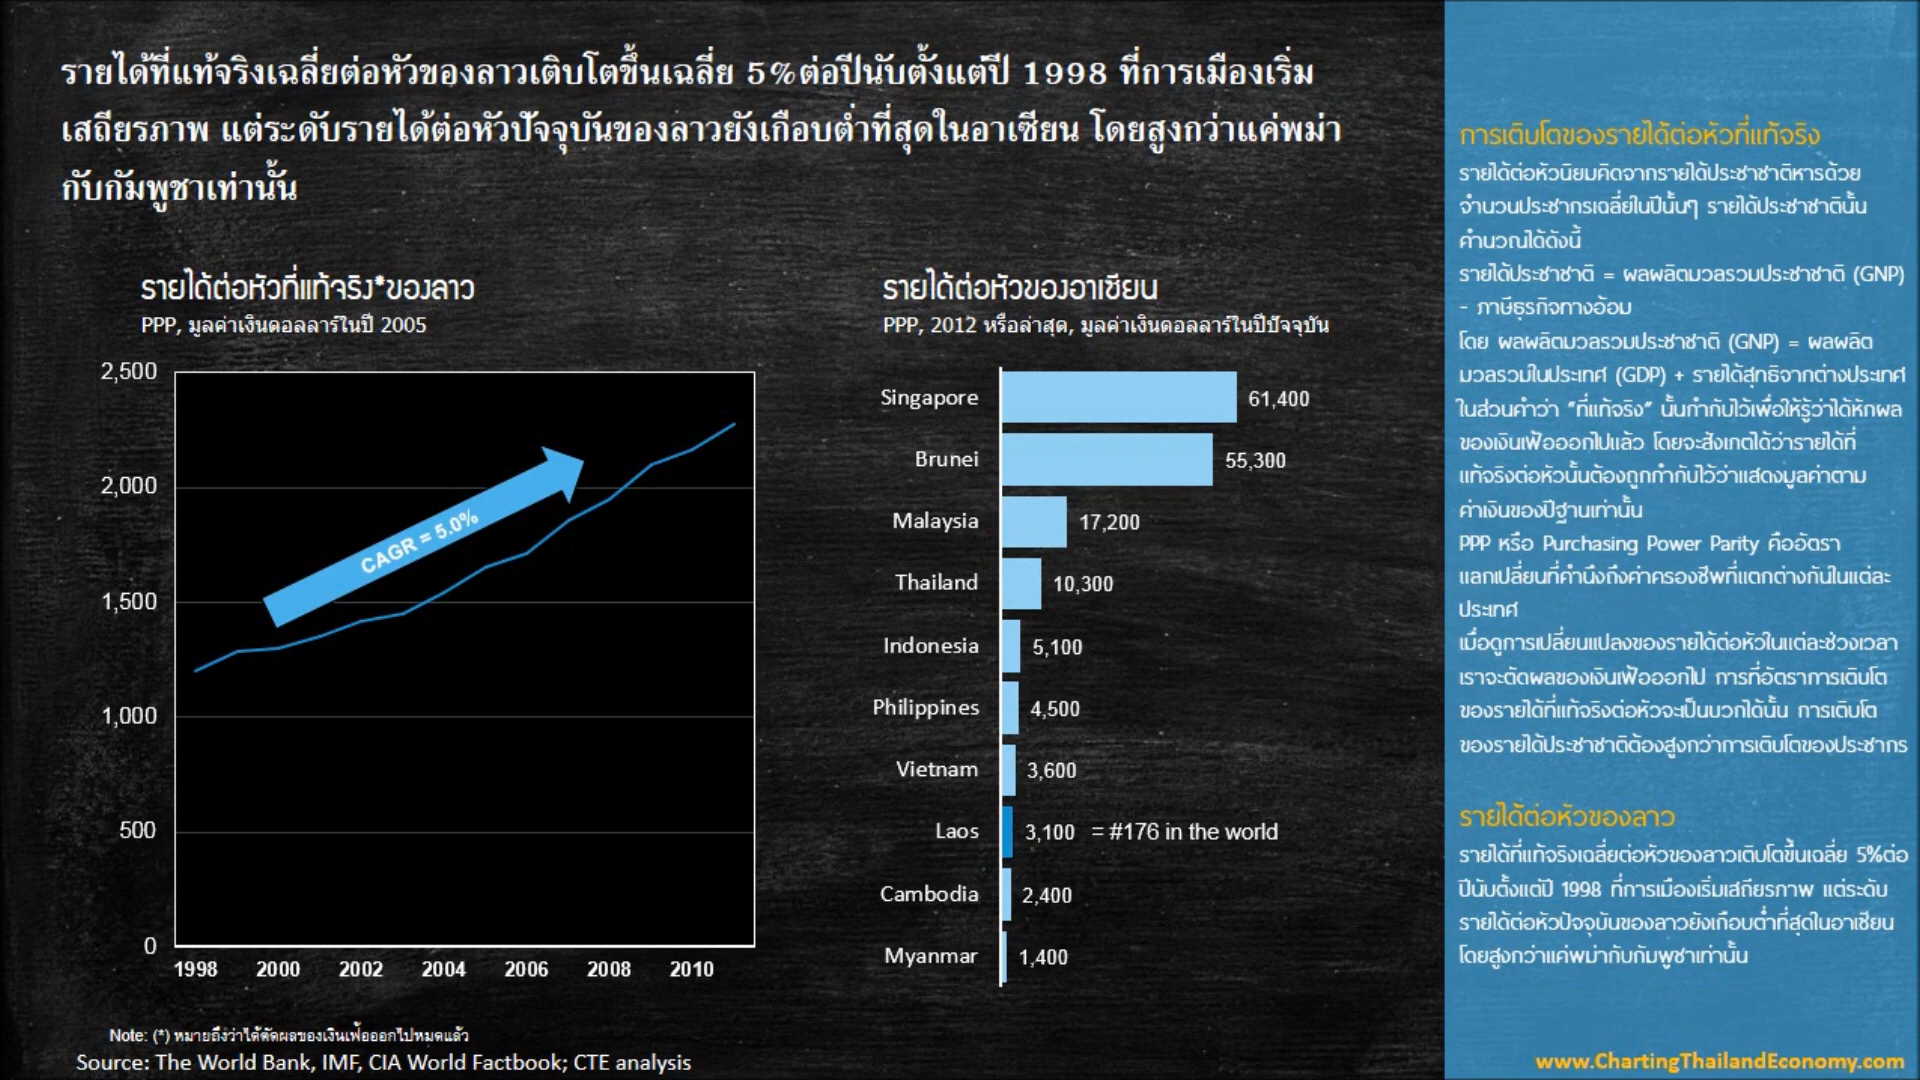 รายได้ที่แท้จริงเฉลี่ยต่อหัวของลาวเติบโตขึ้นเฉลี่ย 5%ต่อปีนับตั้งแต่ปี 1998 ที่การเมืองเริ่ม
เสถียรภาพ แต่ระดับรายได้ต่อหัวปัจจุบันของลาวยังเกือบต่ำที่สุดในอาเซียน โดยสูงกว่าแค่พม่า
กับกัมพูชาเท่านั้น
รายได้ต่อหัวที่แท้จริง*ของลาว
PPP, มูลค่าเงินดอลลาร์ในปี 2005
2,500
2,000
1,500
1,000
500
0
CAGR = 5.0%
1998 2000 2002 2004 2006 2008 2010
รายได้ต่อหัวของอาเซียน
PPP, 2012 หรือล่าสุด, มูลค่าเงินดอลลาร์ในปีปัจจุบัน
Singapore 61,400
Brunei 55,300
Malaysia 17,200
Thailand 10,300
Indonesia 5,100
Philippines 4,500
Vietnam 3,600
Laos 3,100 = #176 in the world
Cambodia 2,400
Myanmar 1,400
Note: (*) หมายถึงว่าได้ตัดผลของเงินเฟ้อออกไปหมดแล้ว
Source: The World Bank, IMF, CIA World Factbook; CTE analysis
การเติบโตของรายได้ต่อหัวที่แท้จริง
รายได้ต่อหัวนิยมคิดจากรายได้ประชาชาติหารด้วย
จำนวนประชากรเฉลี่ยในปีนั้นๆ รายได้ประชาชาตินั้น
คำนวณได้ดังนี้
รายได้ประชาชาติ = ผลผลิตมวลรวมประชาชาติ (GNP)
- ภาษีธุรกิจทางอ้อม
โดย ผลผลิตมวลรวมประชาชาติ (GNP) = ผลผลิต
มวลรวมในประเทศ (GDP) + รายได้สุทธิจากต่างประเทศ
ในส่วนคำว่า “ที่แท้จริง” นั้นกำกับไว้เพื่อให้รู้ว่าได้หักผล
ของเงินเฟ้อออกไปแล้ว โดยจะสังเกตได้ว่ารายได้ที่
แท้จริงต่อหัวนั้นต้องถูกกำกับไว้ว่าแสดงมูลค่าตาม
ค่าเงินของปีฐานเท่านั้น
PPP หรือ Purchasing Power Parity คืออัตรา
แลกเปลี่ยนที่คำนึงถึงค่าครองชีพที่แตกต่างกันในแต่ละ
ประเทศ
เมื่อดูการเปลี่ยนแปลงของรายได้ต่อหัวในแต่ละช่วงเวลา
เราจะตัดผลของเงินเฟ้อออกไป การที่อัตราการเติบโต
ของรายได้ที่แท้จริงต่อหัวจะเป็นบวกได้นั้น การเติบโต
ของรายได้ประชาชาติต้องสูงกว่าการเติบโตของประชากร
รายได้ต่อหัวของลาว
รายได้ที่แท้จริงเฉลี่ยต่อหัวของลาวเติบโตขึ้นเฉลี่ย 5%ต่อ
ปีนับตั้งแต่ปี 1998 ที่การเมืองเริ่มเสถียรภาพ แต่ระดับ
รายได้ต่อหัวปัจจุบันของลาวยังเกือบต่ำที่สุดในอาเซียน
โดยสูงกว่าแค่พม่ากับกัมพูชาเท่านั้น
www.ChartingThailandEconomy.com